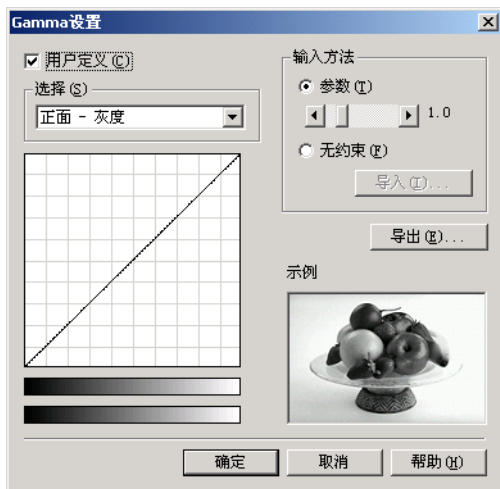 Gamma设置
用户定义(C)
选择(S)
正面 - 灰度
输入方法
参数(T)
1.0
无约束(F)
导入(I)...
导出(E)...
示例
确定
取消
帮助(H)